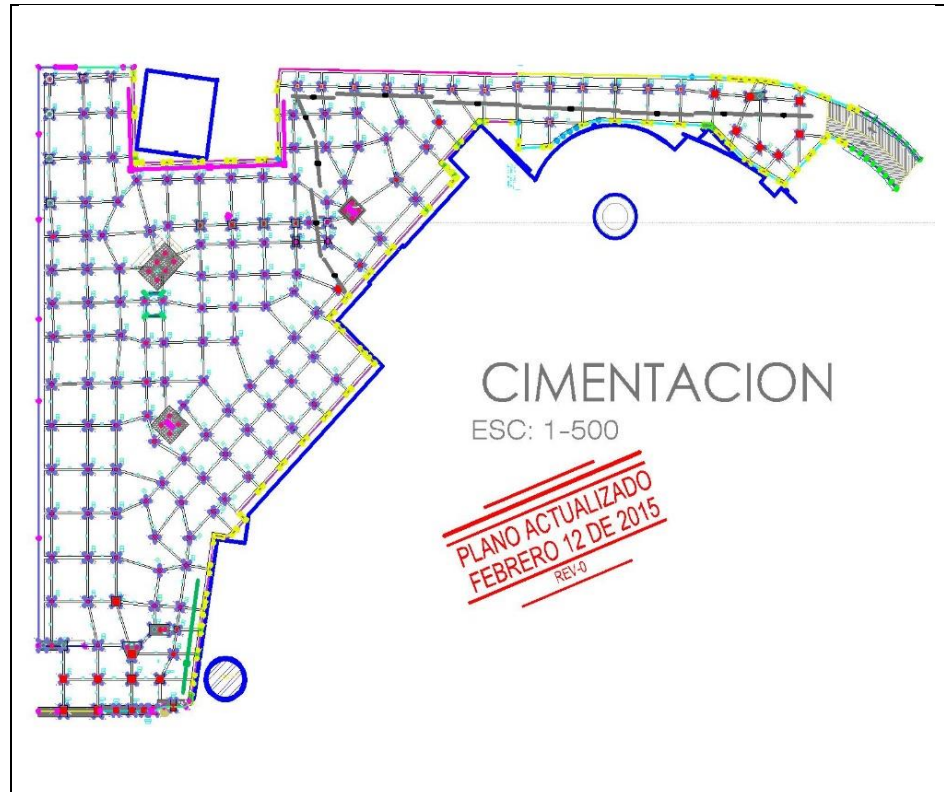 CIMENTACION
ESC: 1-500
PLANO ACTUALIZADO
FEBRERO 12 DE 2015
REV-0